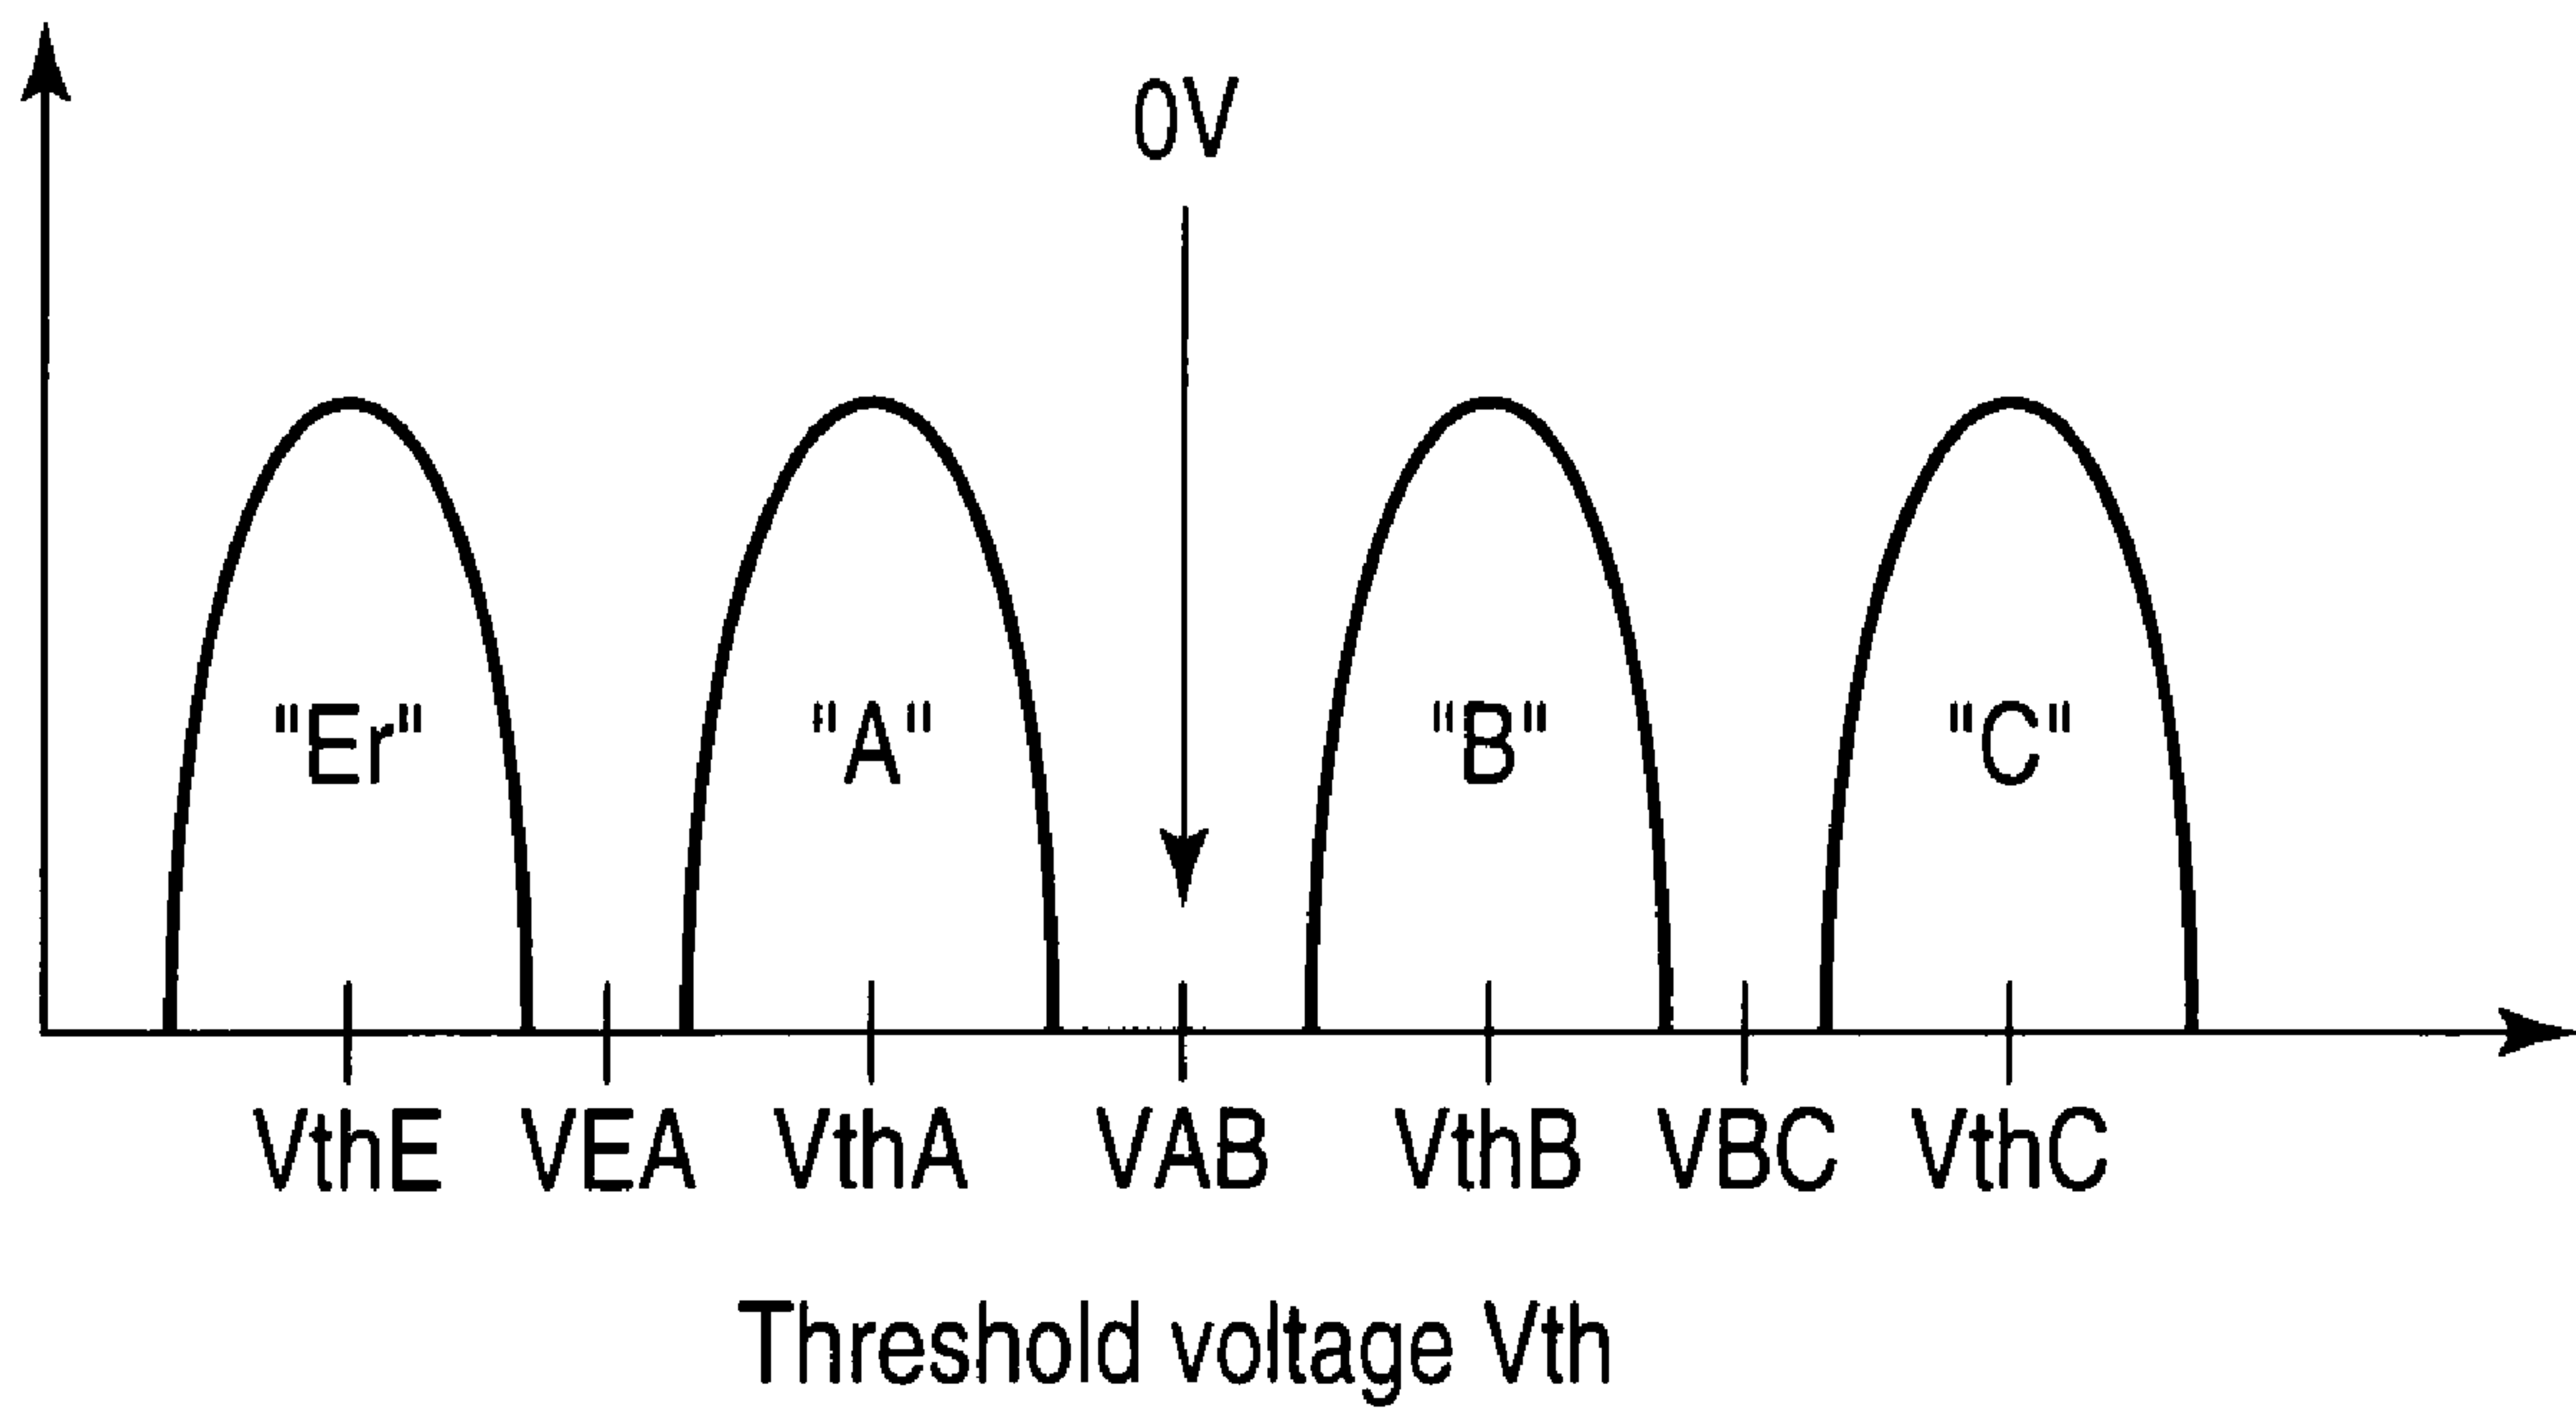 0V
"Er" "A" "B" "C"
VthE VEA VthA VAB VthB VBC VthC
Threshold voltage Vth